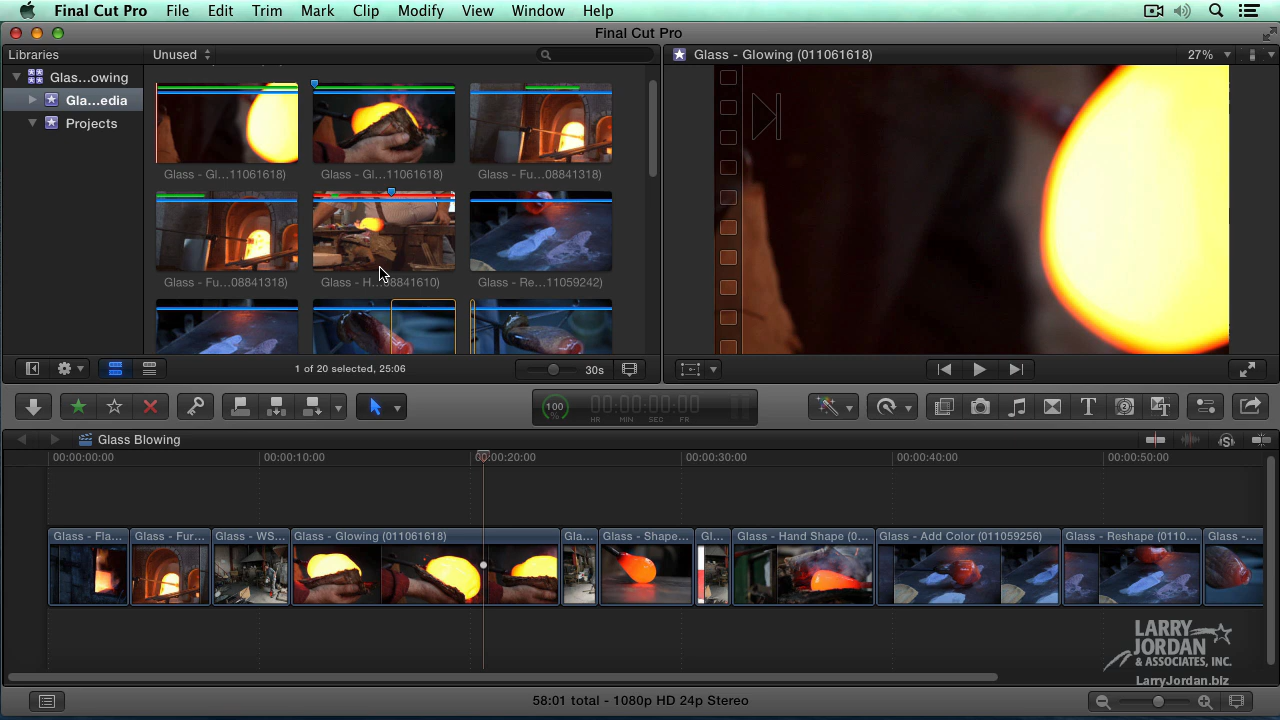 Final Cut Pro File Edit Trim Mark Clip Modify View Window Help
Final Cut Pro
Libraries
Unused
Glass - Glowing (011061618)
27%
Glas...owing
Gla...edia
Projects
Glass - Gl...11061618)
Glass - Gl...11061618)
Glass - Fu...08841318)
Glass - Fu...08841318)
Glass - H...08841610)
Glass - Re...11059242)
1 of 20 selected, 25:06
30s
100
%
00:00:00:00
HR MIN SEC FR
Glass Blowing
00:00:00:00
00:00:10:00
00:00:20:00
00:00:30:00
00:00:40:00
00:00:50:00
Glass - Fla...
Glass - Fur...
Glass - WS...
Glass - Glowing (011061618)
Gla...
Glass - Shape...
Gl...
Glass - Hand Shape (0...
Glass - Add Color (011059256)
Glass - Reshape (0110...
Glass -...
LARRY
JORDAN
& ASSOCIATES, INC.
LarryJordan.biz
58:01 total - 1080p HD 24p Stereo